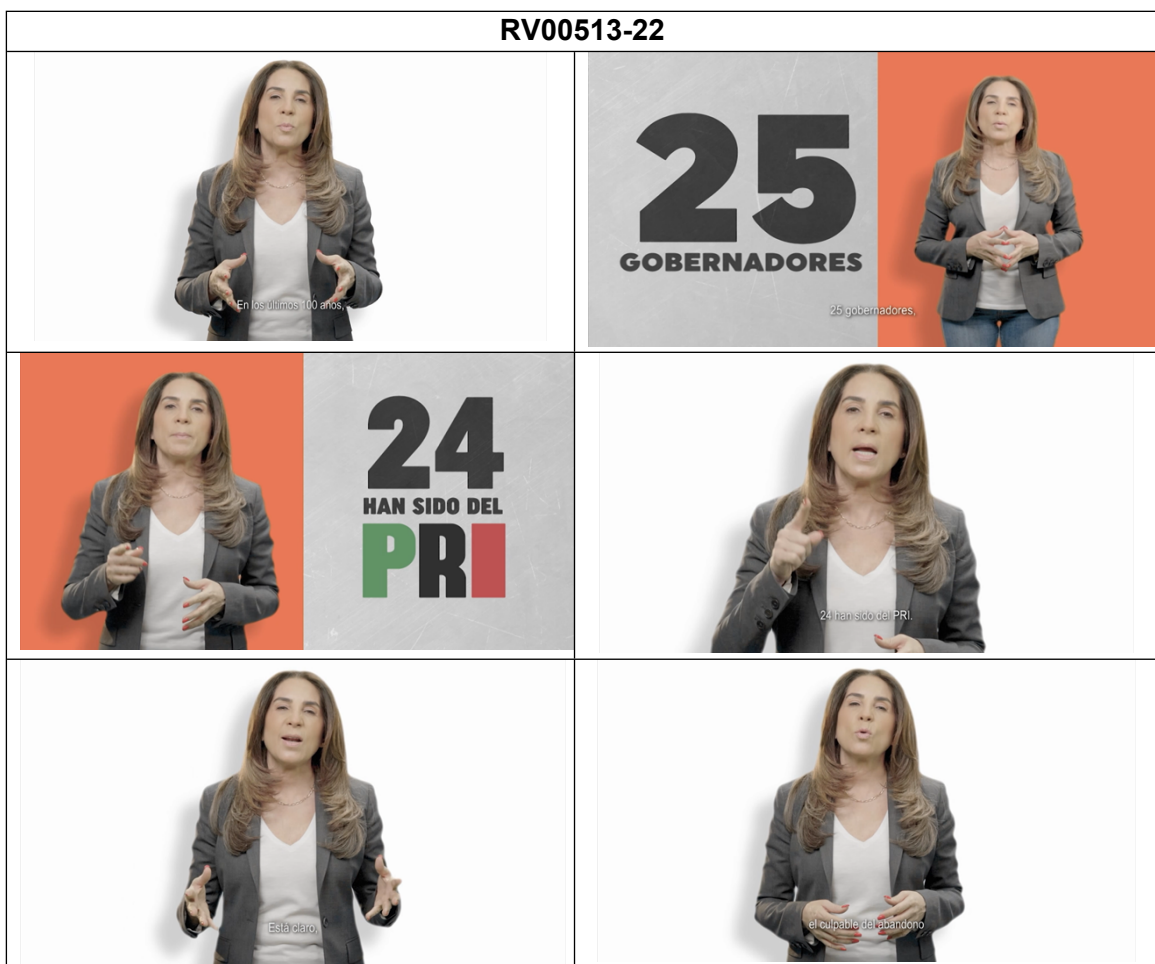 RV00513-22
En los últimos 100 años,
25
GOBERNADORES
25 gobernadores,
24
HAN SIDO DEL
PRI
24 han sido del PRI.
Está claro,
el culpable del abandono